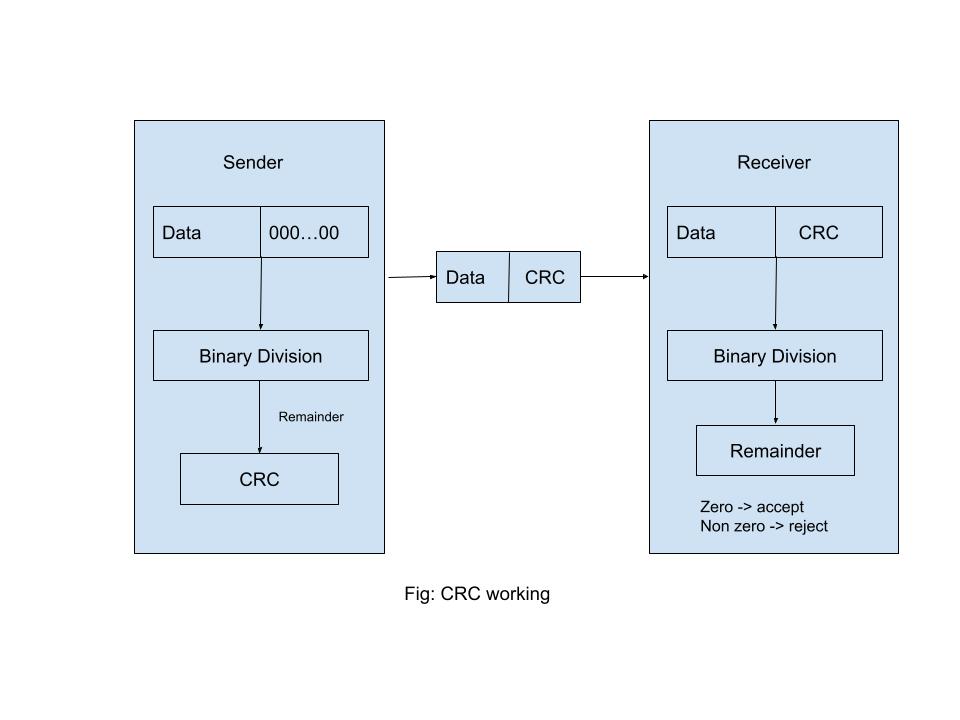 Sender
Data 000…00
Binary Division
Remainder
CRC
Data CRC
Receiver
Data CRC
Binary Division
Remainder
Zero -> accept
Non zero -> reject
Fig: CRC working